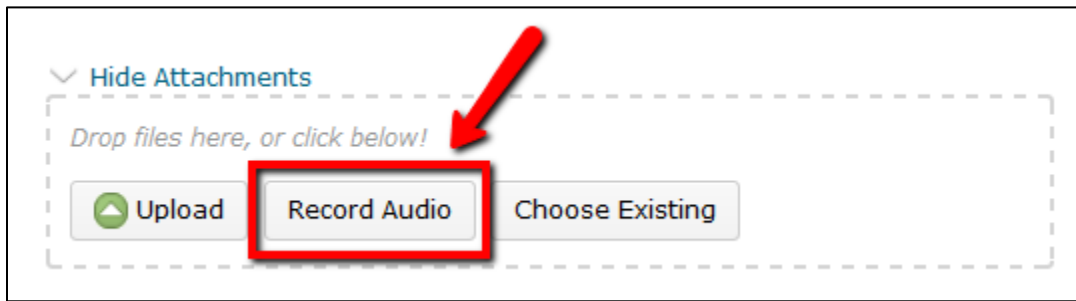 Hide Attachments
Drop files here, or click below!
Upload Record Audio Choose Existing